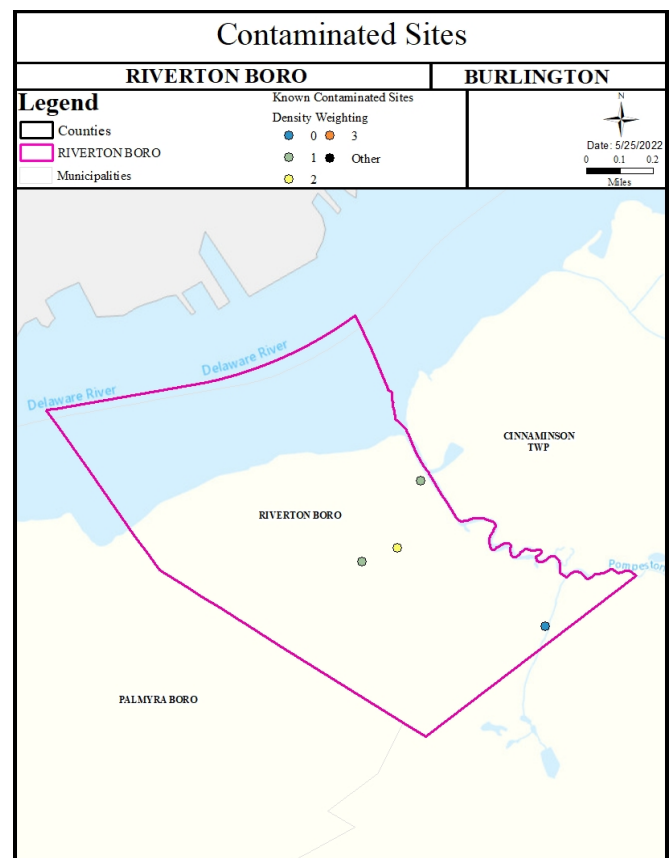 Contaminated Sites
RIVERTON BORO
BURLINGTON
Legend
Counties
RIVERTON BORO
Municipalities
Known Contaminated Sites
Density Weighting
0 3
1 Other
2
N
Date: 5/25/2022
0 0.1 0.2
Miles
Delaware River
Delaware River
CINNAMINSON
TWP
RIVERTON BORO
Pompeston
PALMYRA BORO